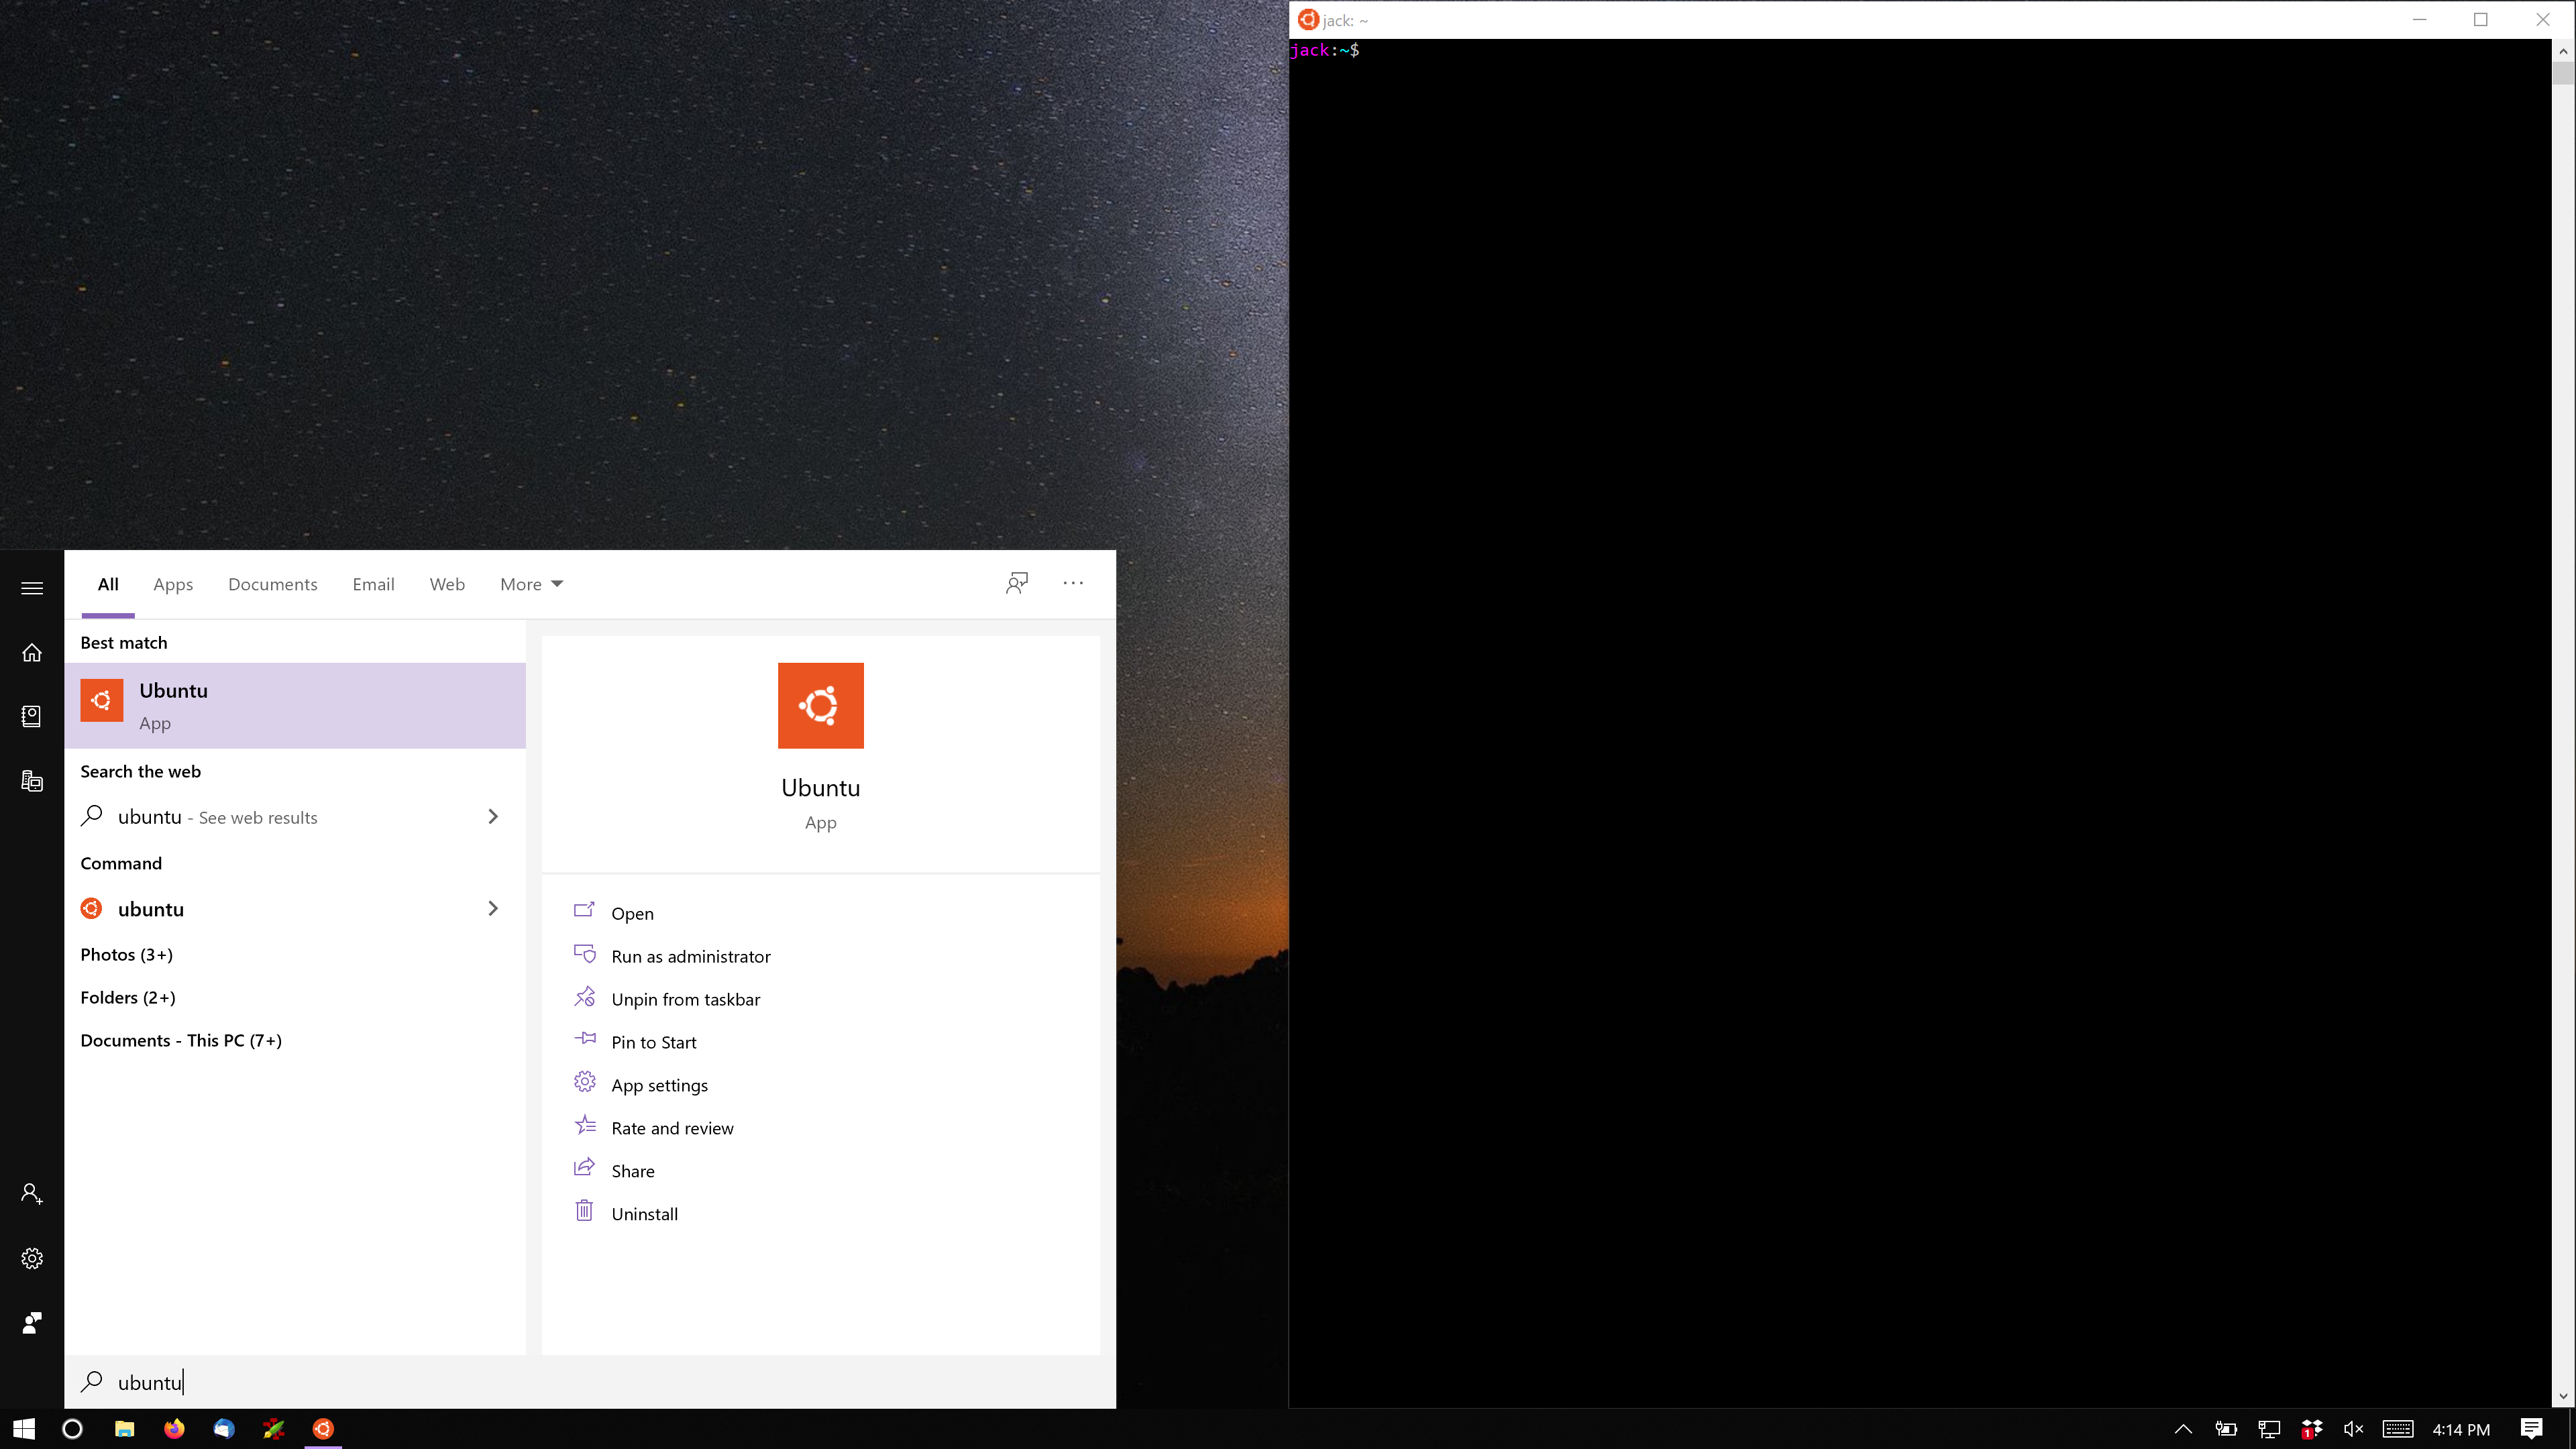 jack: ~
jack:~$
All Apps Documents Email Web More
Best match
Ubuntu
App
Search the web
ubuntu - See web results
Command
ubuntu
Photos (3+)
Folders (2+)
Documents - This PC (7+)
Ubuntu
App
Open
Run as administrator
Unpin from taskbar
Pin to Start
App settings
Rate and review
Share
Uninstall
ubuntu
1
4:14 PM